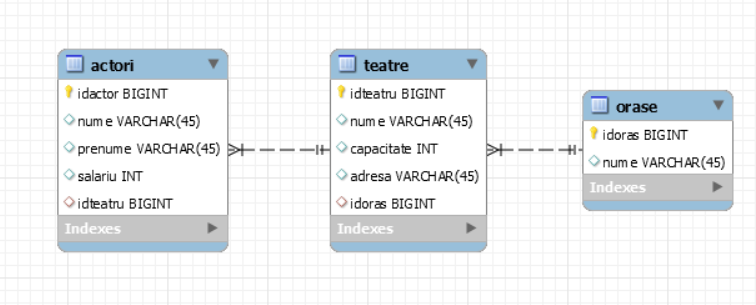 actori
idactor BIGINT
nume VARCHAR(45)
prenume VARCHAR(45)
salariu INT
idteatru BIGINT
Indexes
teatre
idteatru BIGINT
nume VARCHAR(45)
capacitate INT
adresa VARCHAR(45)
idoras BIGINT
Indexes
orase
idoras BIGINT
nume VARCHAR(45)
Indexes